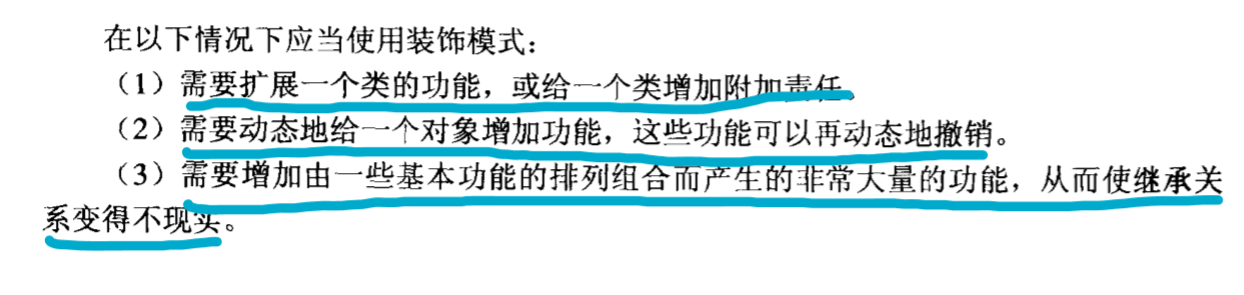 在以下情况下应当使用装饰模式：
（1）需要扩展一个类的功能，或给一个类增加附加责任。
（2）需要动态地给一个对象增加功能，这些功能可以再动态地撤销。
（3）需要增加由一些基本功能的排列组合而产生的非常大量的功能，从而使继承关
系变得不现实。